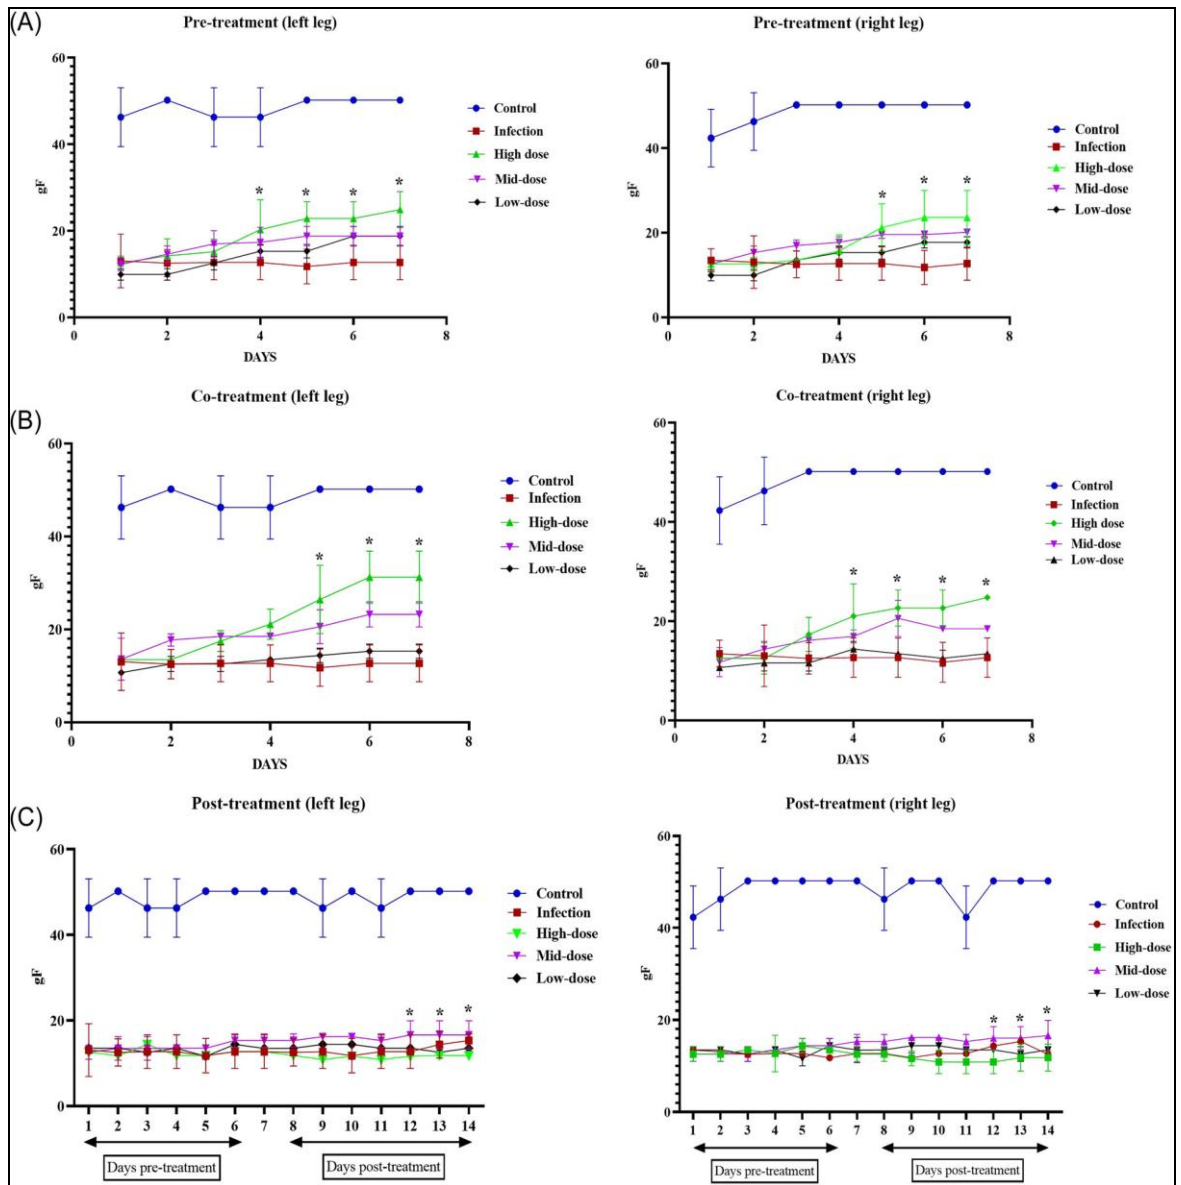 (A)
Pre-treatment (left leg)
60
40
20
0
gF
0 2 4 6 8
DAYS
* * * *
Control
Infection
High dose
Mid-dose
Low-dose
Pre-treatment (right leg)
60
40
20
0
gF
0 2 4 6 8
DAYS
* * *
Control
Infection
High-dose
Mid-dose
Low-dose
(B)
Co-treatment (left leg)
60
40
20
0
gF
0 2 4 6 8
DAYS
* * *
Control
Infection
High-dose
Mid-dose
Low-dose
Co-treatment (right leg)
60
40
20
0
gF
0 2 4 6 8
DAYS
* * * *
Control
Infection
High dose
Mid-dose
Low-dose
(C)
Post-treatment (left leg)
60
40
20
0
gF
1 2 3 4 5 6 7 8 9 10 11 12 13 14
* * *
Days pre-treatment
Days post-treatment
Control
Infection
High-dose
Mid-dose
Low-dose
Post-treatment (right leg)
60
40
20
0
gF
1 2 3 4 5 6 7 8 9 10 11 12 13 14
* * *
Days pre-treatment
Days post-treatment
Control
Infection
High-dose
Mid-dose
Low-dose